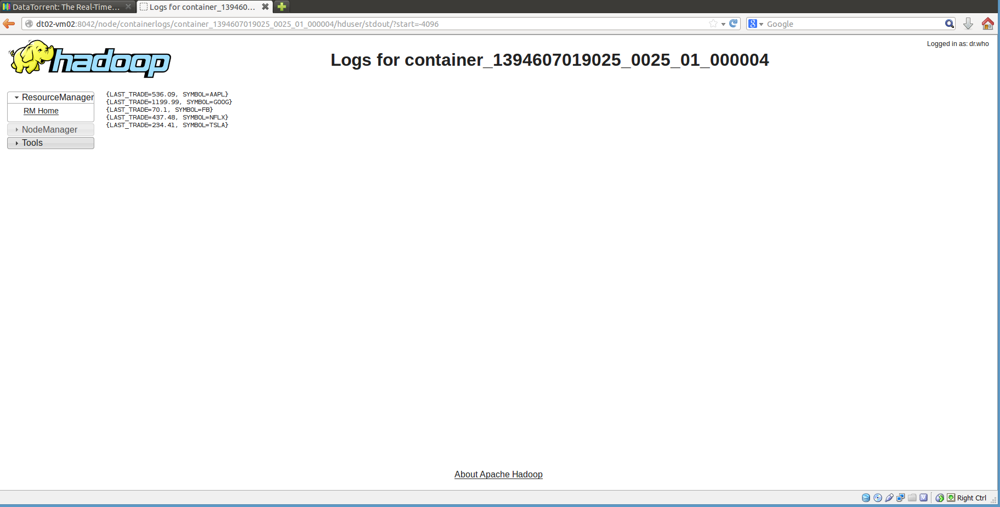 DataTorrent: The Real-Time...
Logs for container_139460...
dt02-vm02:8042/node/containerlogs/container_1394607019025_0025_01_000004/hduser/stdout/?start=-4096
8
Google
hadoop
Logs for container_1394607019025_0025_01_000004
Logged in as: dr.who
ResourceManager
RM Home
NodeManager
Tools
{LAST_TRADE=536.09, SYMBOL=AAPL}
{LAST_TRADE=1199.99, SYMBOL=GOOG}
{LAST_TRADE=70.1, SYMBOL=FB}
{LAST_TRADE=437.48, SYMBOL=NFLX}
{LAST_TRADE=234.41, SYMBOL=TSLA}
About Apache Hadoop
Right Ctrl